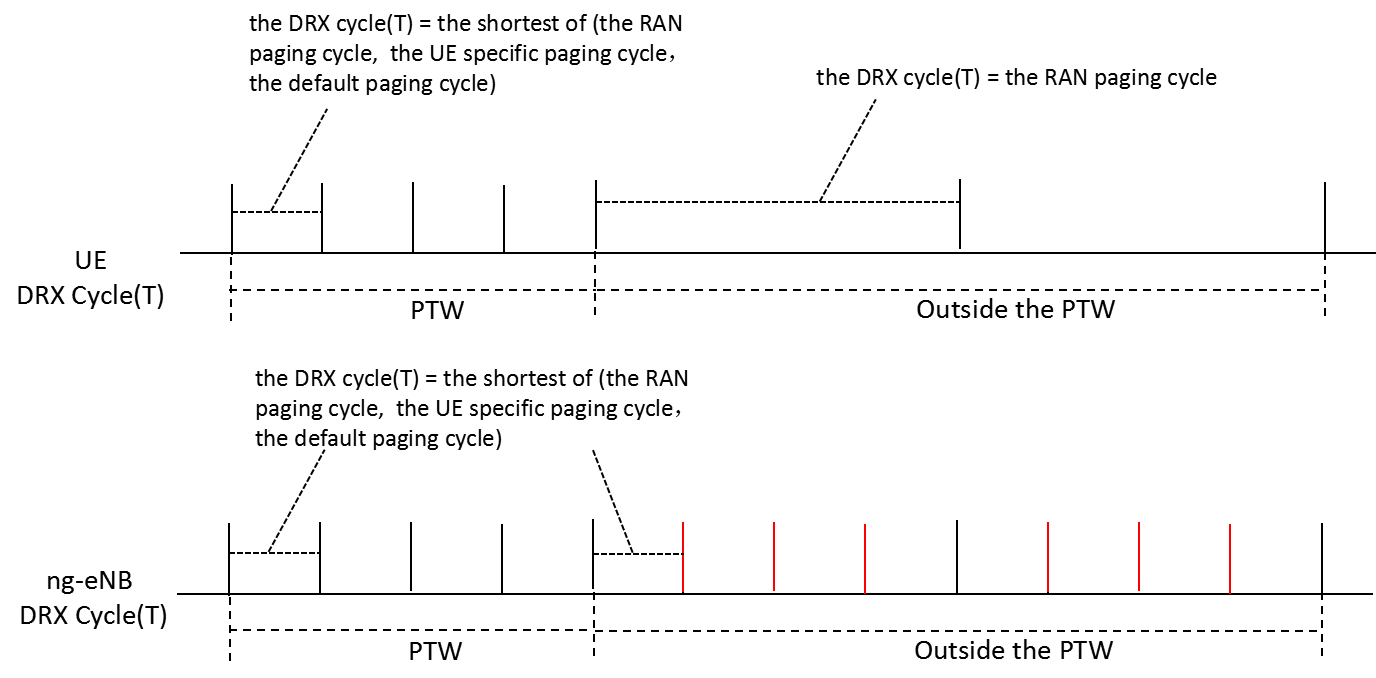 the DRX cycle(T) = the shortest of (the RAN
paging cycle,  the UE specific paging cycle，
the default paging cycle)
the DRX cycle(T) = the RAN paging cycle
UE
DRX Cycle(T)
PTW
Outside the PTW
the DRX cycle(T) = the shortest of (the RAN
paging cycle,  the UE specific paging cycle，
the default paging cycle)
ng-eNB
DRX Cycle(T)
PTW
Outside the PTW